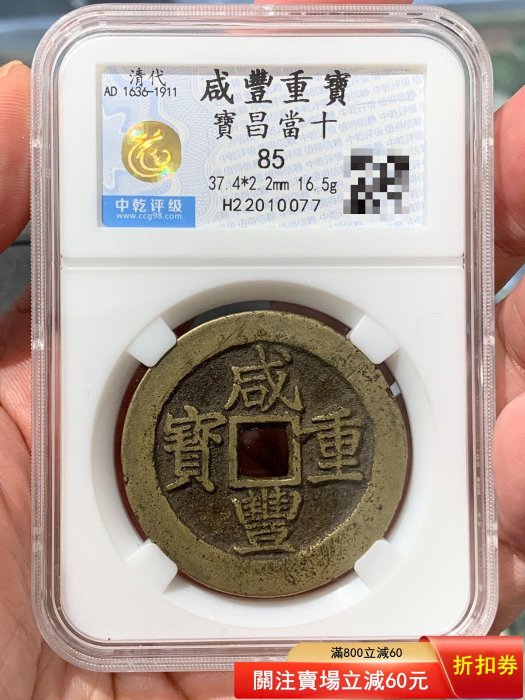 清代
AD 1636-1911
咸豐重寶
寶昌當十
85
37.4*2.2mm 16.5g
H22010077
中乾评级
www.ccg98.com
咸
寶 重
豐
滿800立減60
關注賣場立減60元
折扣券